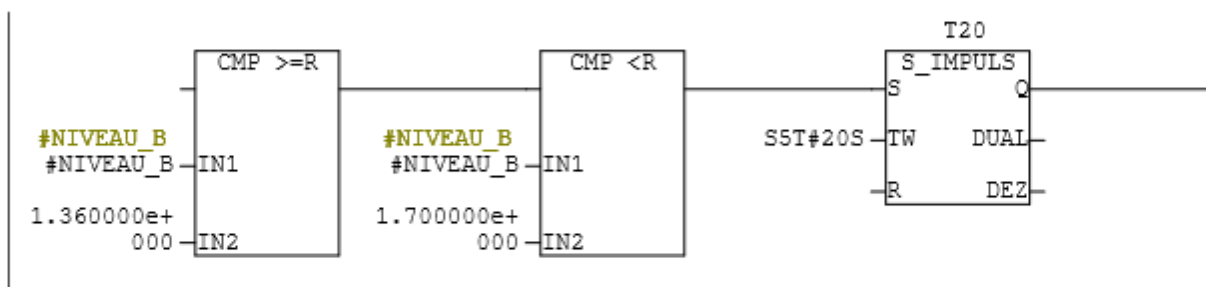 T20
CMP >=R
CMP <R
S_IMPULS
S
Q
#NIVEAU_B
#NIVEAU_B
S5T#20S
TW
DUAL
#NIVEAU_B
IN1
#NIVEAU_B
IN1
R
DEZ
1.360000e+
1.700000e+
000
IN2
000
IN2